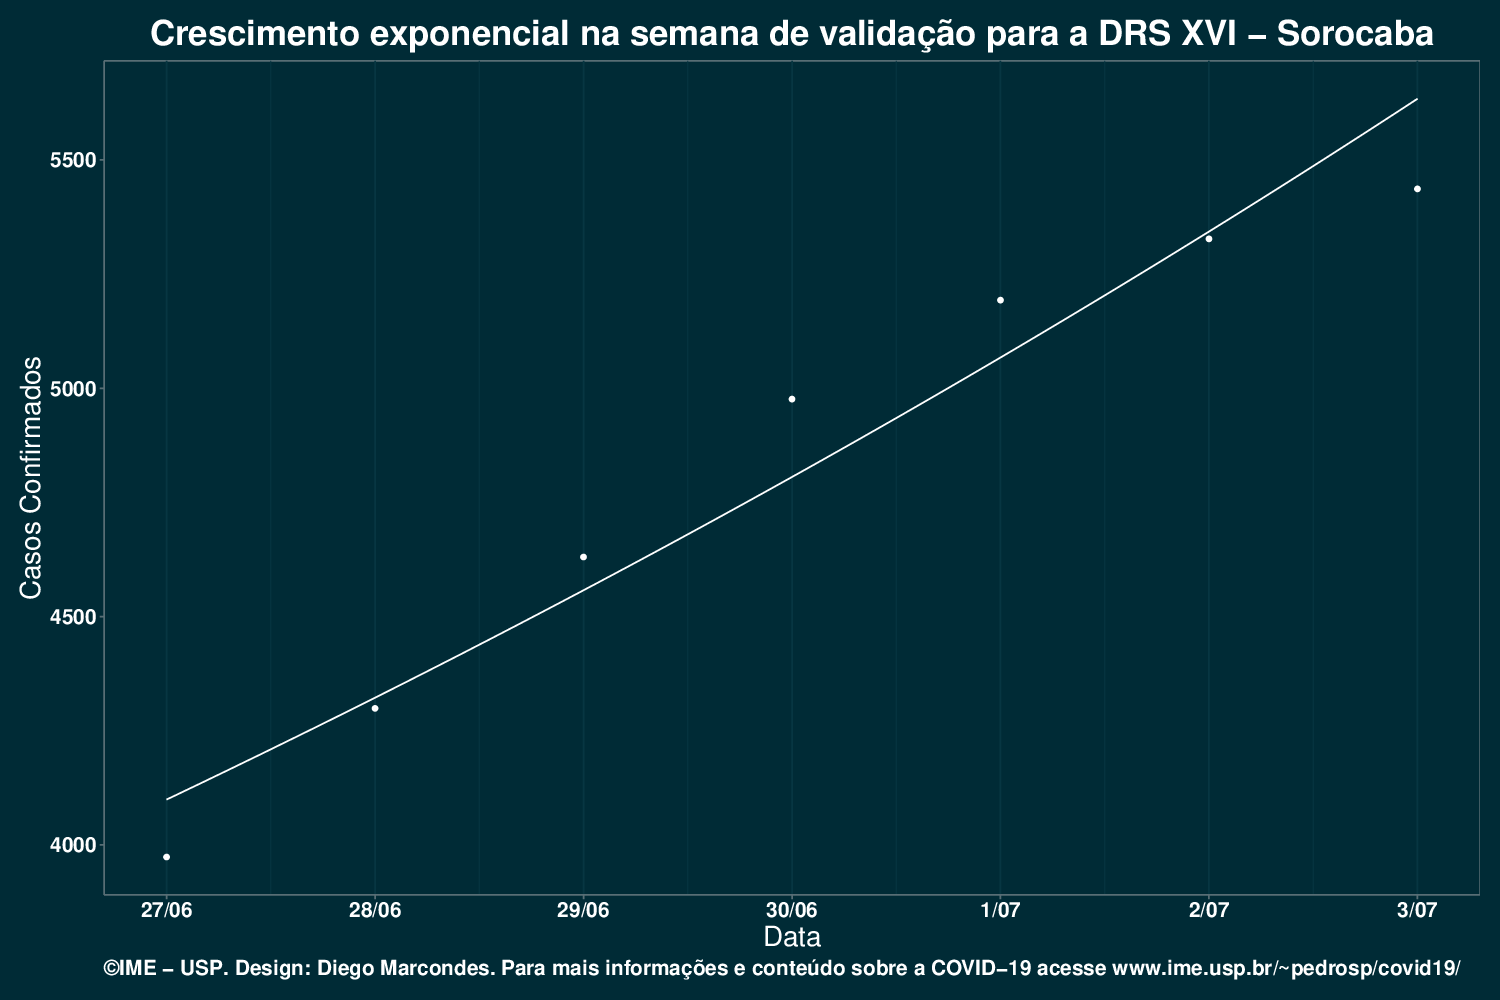 Crescimento exponencial na semana de validação para a DRS XVI – Sorocaba
5500
5000
4500
4000
Casos Confirmados
27/06 28/06 29/06 30/06 1/07 2/07 3/07
Data
©IME – USP. Design: Diego Marcondes. Para mais informações e conteúdo sobre a COVID–19 acesse www.ime.usp.br/~pedrosp/covid19/